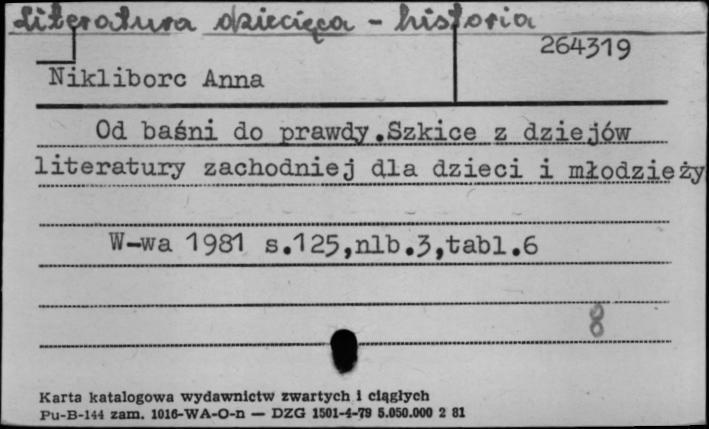 Literatura dziecięca - historia
264319
Nikliborc Anna
Od baśni do prawdy.Szkice z dziejów
literatury zachodniej dla dzieci i młodzieży
W-wa 1981 s.125,nlb.3,tabl.6
8
Karta katalogowa wydawnictw zwartych i ciągłych
Pu-B-144 zam. 1016-WA-O-n — DZG 1501-4-79 5.050.000 2 81